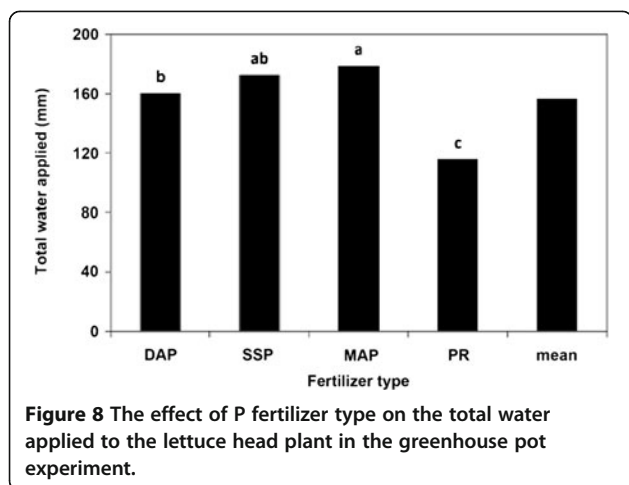 200
160
120
80
40
0
Total water applied (mm)
b
ab
a
c
DAP SSP MAP PR mean
Fertilizer type
Figure 8 The effect of P fertilizer type on the total water
applied to the lettuce head plant in the greenhouse pot
experiment.